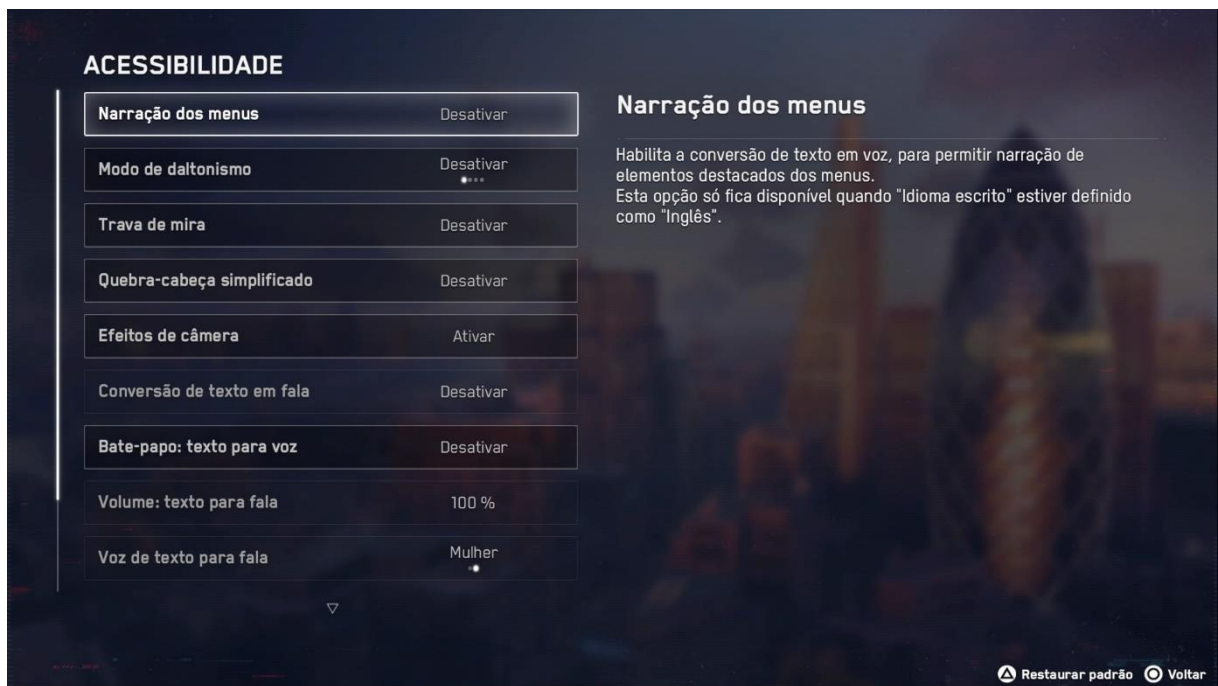 ACESSIBILIDADE
Narração dos menus Desativar
Modo de daltonismo Desativar
Trava de mira Desativar
Quebra-cabeça simplificado Desativar
Efeitos de câmera Ativar
Conversão de texto em fala Desativar
Bate-papo: texto para voz Desativar
Volume: texto para fala 100 %
Voz de texto para fala Mulher
Narração dos menus
Habilita a conversão de texto em voz, para permitir narração de
elementos destacados dos menus.
Esta opção só fica disponível quando "Idioma escrito" estiver definido
como "Inglês".
Restaurar padrão Voltar